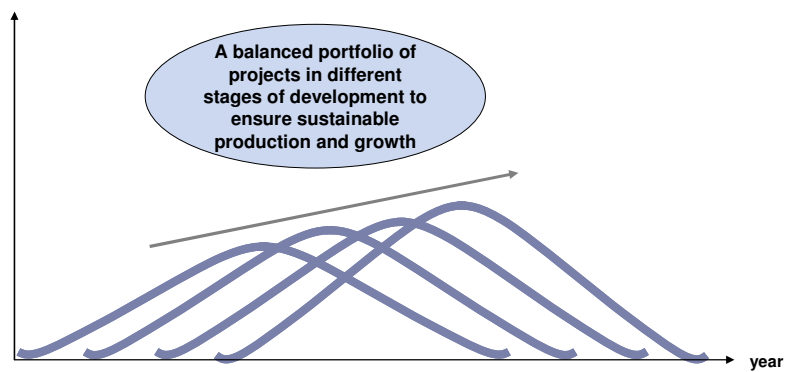 A balanced portfolio of
projects in different
stages of development to
ensure sustainable
production and growth
year